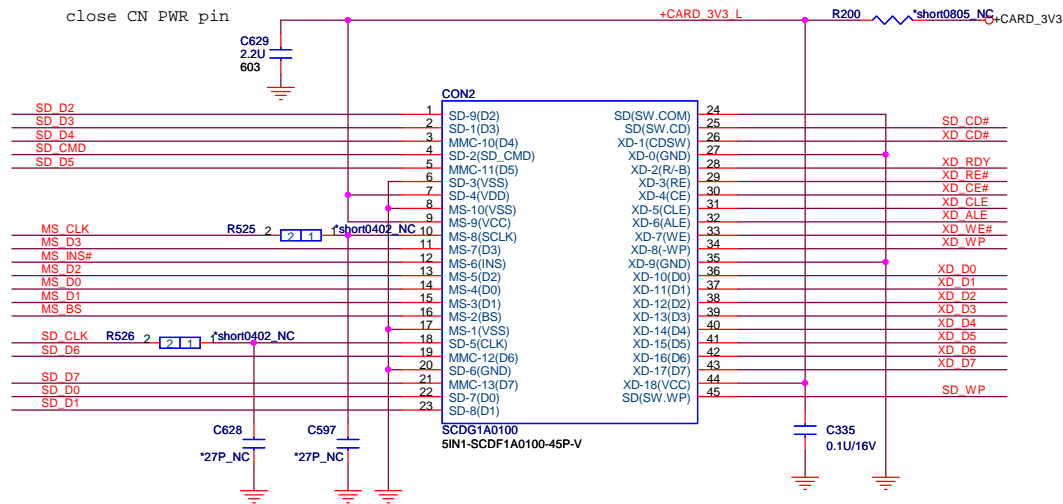 close CN PWR pin
+CARD_3V3_L
R200
*short0805_NC
+CARD_3V3
C629
2.2U
603
CON2
SD_D2 1 SD-9(D2)
SD_D3 2 SD-1(D3)
SD_D4 3 MMC-10(D4)
SD_CMD 4 SD-2(SD_CMD)
SD_D5 5 MMC-11(D5)
6 SD-3(VSS)
7 SD-4(VDD)
8 MS-10(VSS)
9 MS-9(VCC)
MS_CLK R525 2 2 1 1 *short0402_NC 10 MS-8(SCLK)
MS_D3 11 MS-7(D3)
MS_INS# 12 MS-6(INS)
MS_D2 13 MS-5(D2)
MS_D0 14 MS-4(D0)
MS_D1 15 MS-3(D1)
MS_BS 16 MS-2(BS)
17 MS-1(VSS)
SD_CLK R526 2 2 1 1 *short0402_NC 18 SD-5(CLK)
SD_D6 19 MMC-12(D6)
20 SD-6(GND)
SD_D7 21 MMC-13(D7)
SD_D0 22 SD-7(D0)
SD_D1 23 SD-8(D1)
SD(SW.COM) 24
SD(SW.CD) 25 SD_CD#
XD-1(CDSW) 26 XD_CD#
XD-0(GND) 27
XD-2(R/-B) 28 XD_RDY
XD-3(RE) 29 XD_RE#
XD-4(CE) 30 XD_CE#
XD-5(CLE) 31 XD_CLE
XD-6(ALE) 32 XD_ALE
XD-7(WE) 33 XD_WE#
XD-8(-WP) 34 XD_WP
XD-9(GND) 35
XD-10(D0) 36 XD_D0
XD-11(D1) 37 XD_D1
XD-12(D2) 38 XD_D2
XD-13(D3) 39 XD_D3
XD-14(D4) 40 XD_D4
XD-15(D5) 41 XD_D5
XD-16(D6) 42 XD_D6
XD-17(D7) 43 XD_D7
XD-18(VCC) 44
SD(SW.WP) 45 SD_WP
SCDG1A0100
5IN1-SCDF1A0100-45P-V
C628
*27P_NC
C597
*27P_NC
C335
0.1U/16V